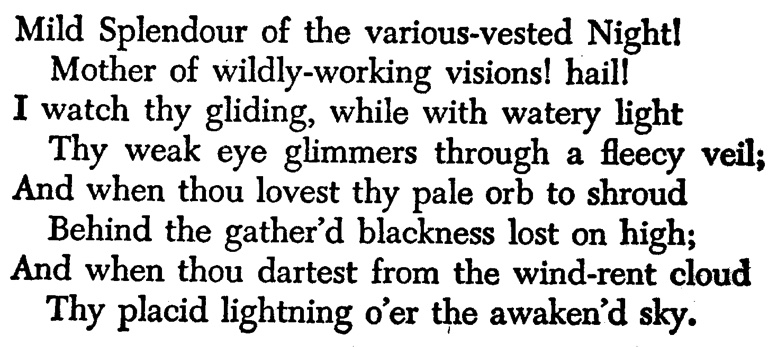 Mild Splendour of the various-vested Night!
Mother of wildly-working visions! hail!
I watch thy gliding, while with watery light
Thy weak eye glimmers through a fleecy veil;
And when thou lovest thy pale orb to shroud
Behind the gather’d blackness lost on high;
And when thou dartest from the wind-rent cloud
Thy placid lightning o’er the awaken’d sky.